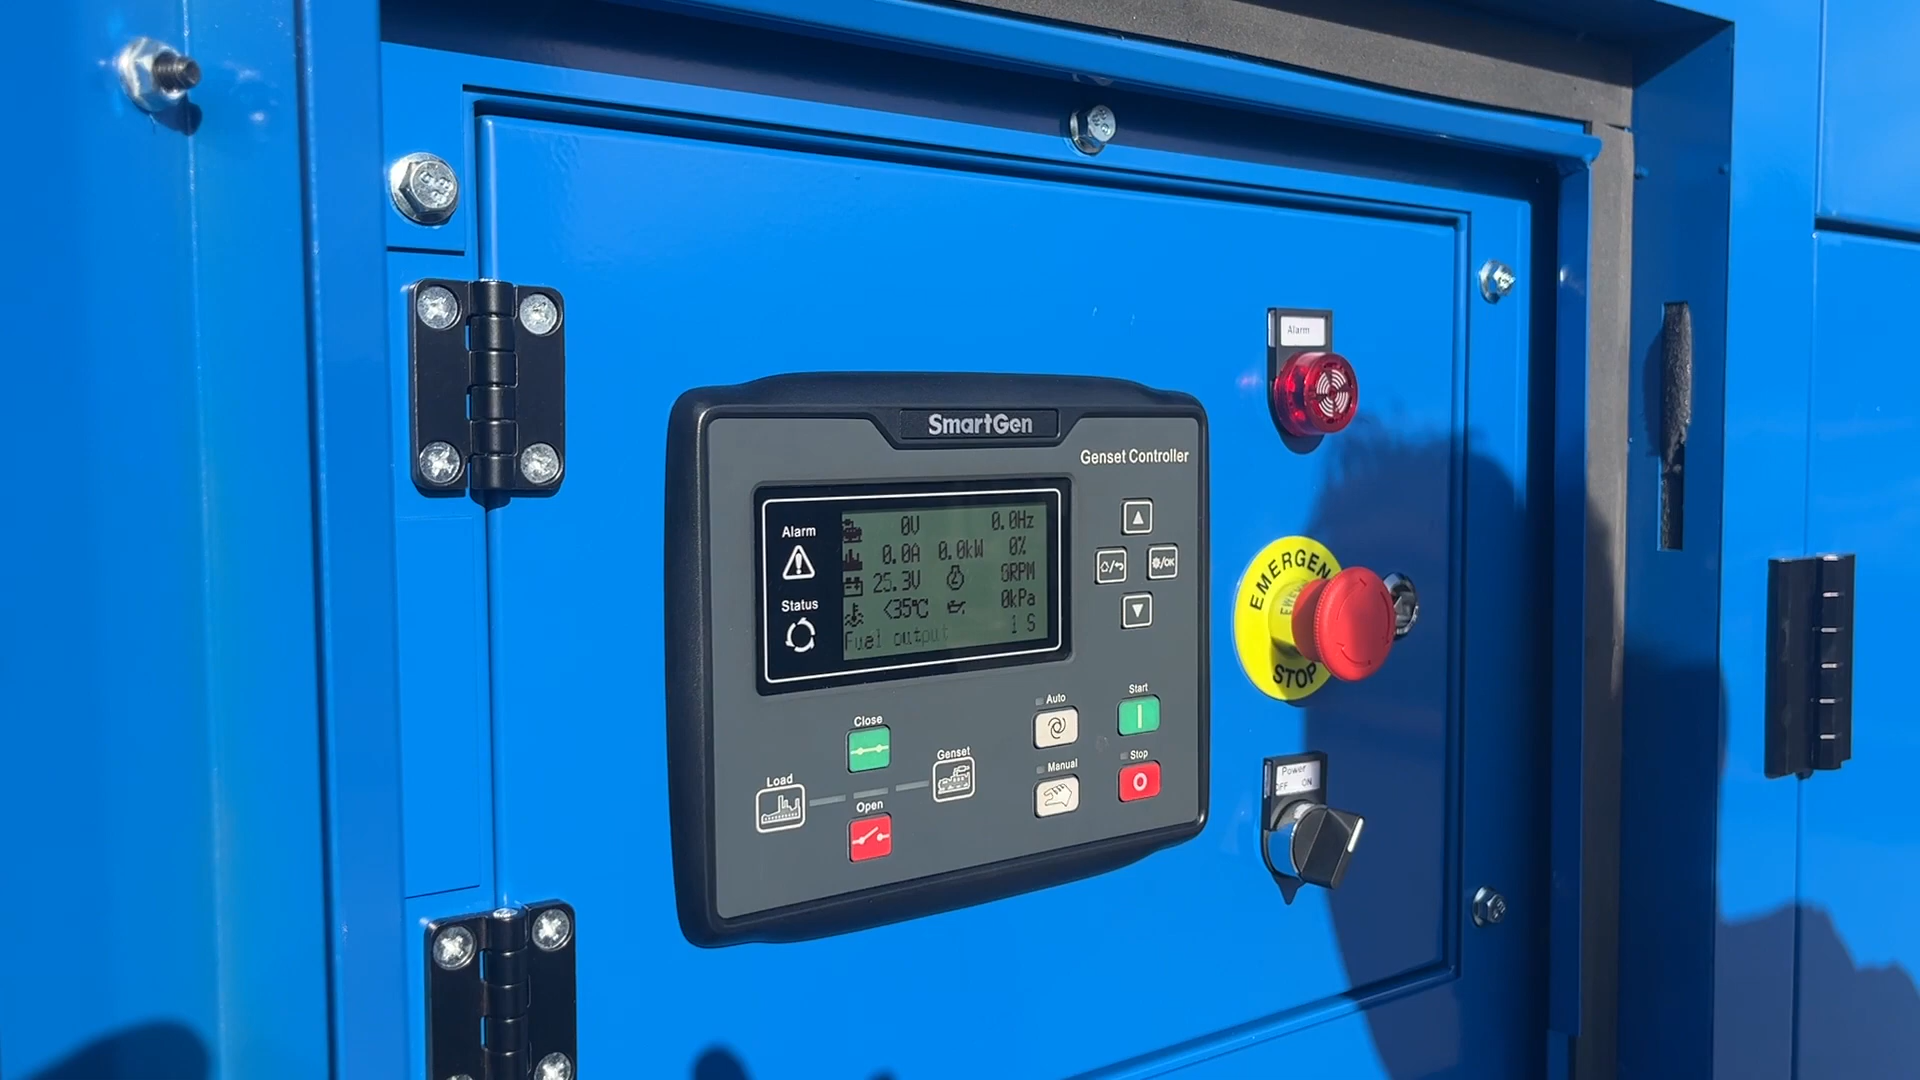 SmartGen
Genset Controller
Alarm
Status
0V 0.0Hz
0.0A 0.0kW 0%
25.3V 0RPM
<35℃ 0kPa
Fuel output 1 S
Close
Load
Genset
Open
Auto
Manual
Start
Stop
Alarm
EMERGEN
STOP
Power
OFF ON